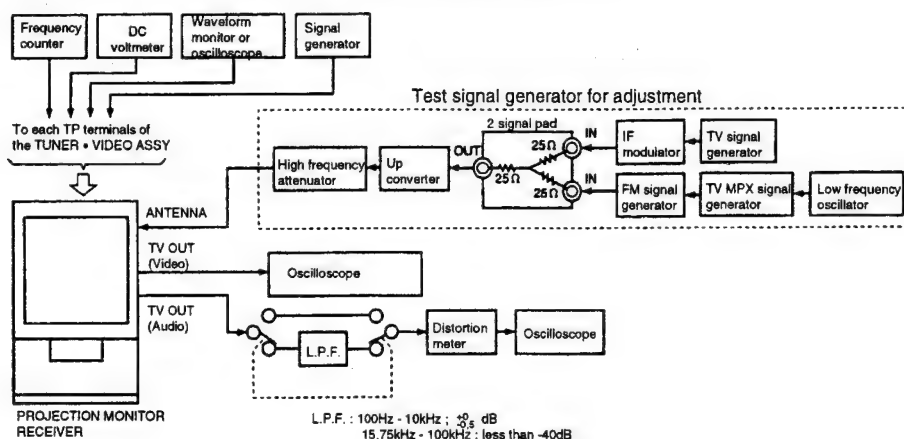 Frequency
counter
DC
voltmeter
Waveform
monitor or
oscilloscope
Signal
generator
To each TP terminals of
the TUNER • VIDEO ASSY
Test signal generator for adjustment
2 signal pad
OUT
IN
25Ω
25Ω
25Ω
IN
High frequency
attenuator
Up
converter
IF
modulator
TV signal
generator
FM signal
generator
TV MPX signal
generator
Low frequency
oscillator
ANTENNA
TV OUT
(Video)
Oscilloscope
TV OUT
(Audio)
L.P.F.
Distortion
meter
Oscilloscope
PROJECTION MONITOR
RECEIVER
L.P.F. : 100Hz - 10kHz ; +0 -0.5 dB
15.75kHz - 100kHz : less than -40dB